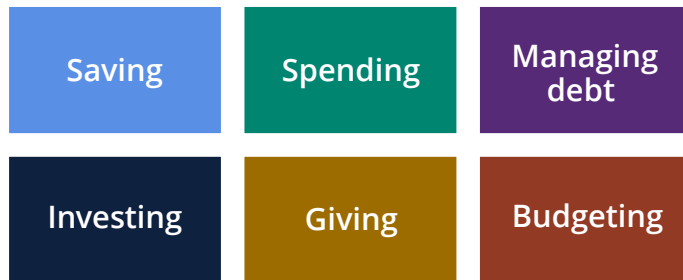 Saving
Spending
Managing
debt
Investing
Giving
Budgeting